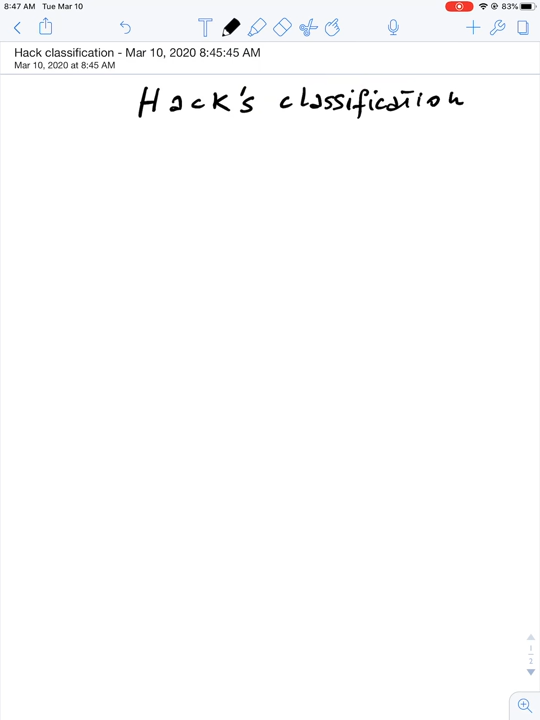 8:47 AM Tue Mar 10 83%
T
Hack classification - Mar 10, 2020 8:45:45 AM
Mar 10, 2020 at 8:45 AM
Hack's classification
1
2